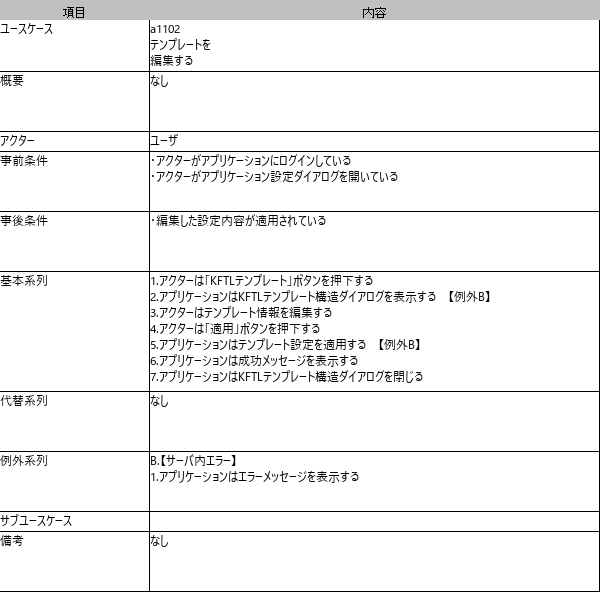 項目 内容
ユースケース a1102
テンプレートを
編集する
概要 なし
アクター ユーザ
事前条件 ・アクターがアプリケーションにログインしている
・アクターがアプリケーション設定ダイアログを開いている
事後条件 ・編集した設定内容が適用されている
基本系列 1.アクターは「KFTLテンプレート」ボタンを押下する
2.アプリケーションはKFTLテンプレート構造ダイアログを表示する 【例外B】
3.アクターはテンプレート情報を編集する
4.アクターは「適用」ボタンを押下する
5.アプリケーションはテンプレート設定を適用する 【例外B】
6.アプリケーションは成功メッセージを表示する
7.アプリケーションはKFTLテンプレート構造ダイアログを閉じる
代替系列 なし
例外系列 B.【サーバ内エラー】
1.アプリケーションはエラーメッセージを表示する
サブユースケース
備考 なし